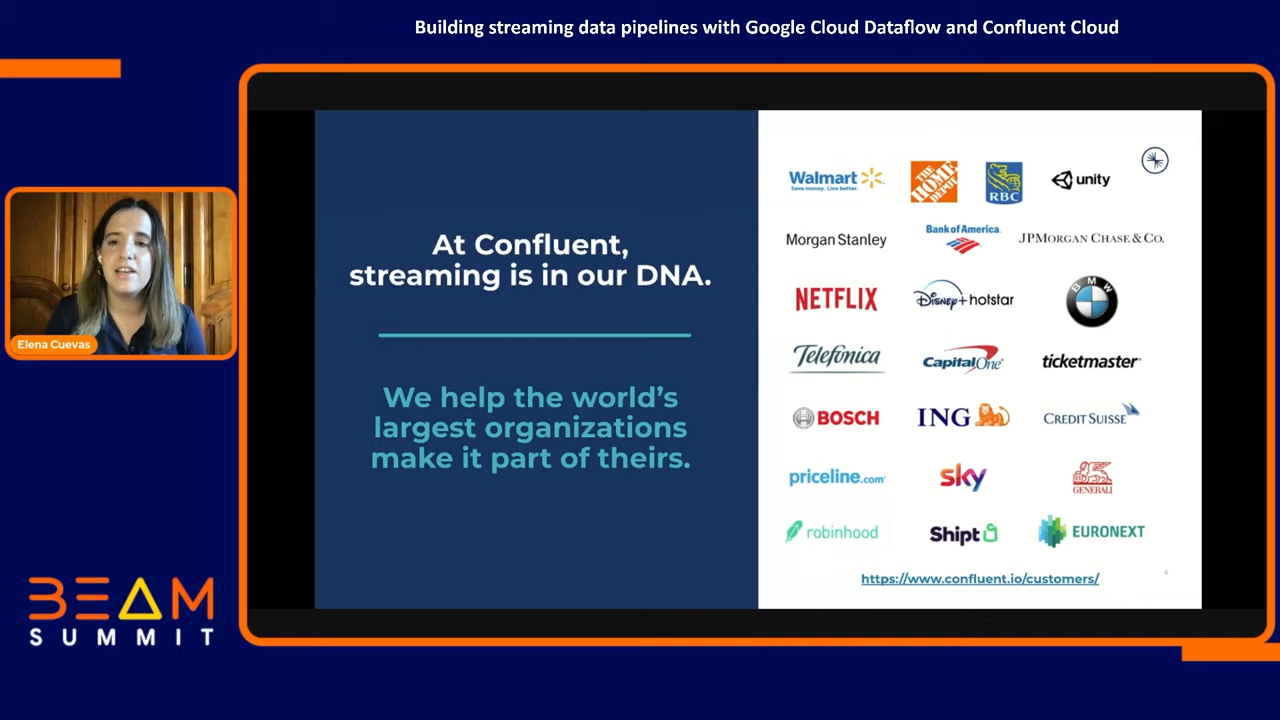 Building streaming data pipelines with Google Cloud Dataflow and Confluent Cloud
Elena Cuevas
BEAM
SUMMIT
At Confluent,
streaming is in our DNA.
We help the world's
largest organizations
make it part of theirs.
Walmart
Save money. Live better.
THE HOME DEPOT
RBC
unity
Morgan Stanley
Bank of America
JPMORGAN CHASE & CO.
NETFLIX
Disney+ hotstar
BMW
Telefónica
Capital One
ticketmaster
BOSCH
ING
CREDIT SUISSE
priceline.com
sky
GENERALI
robinhood
Shipt
EURONEXT
https://www.confluent.io/customers/
6